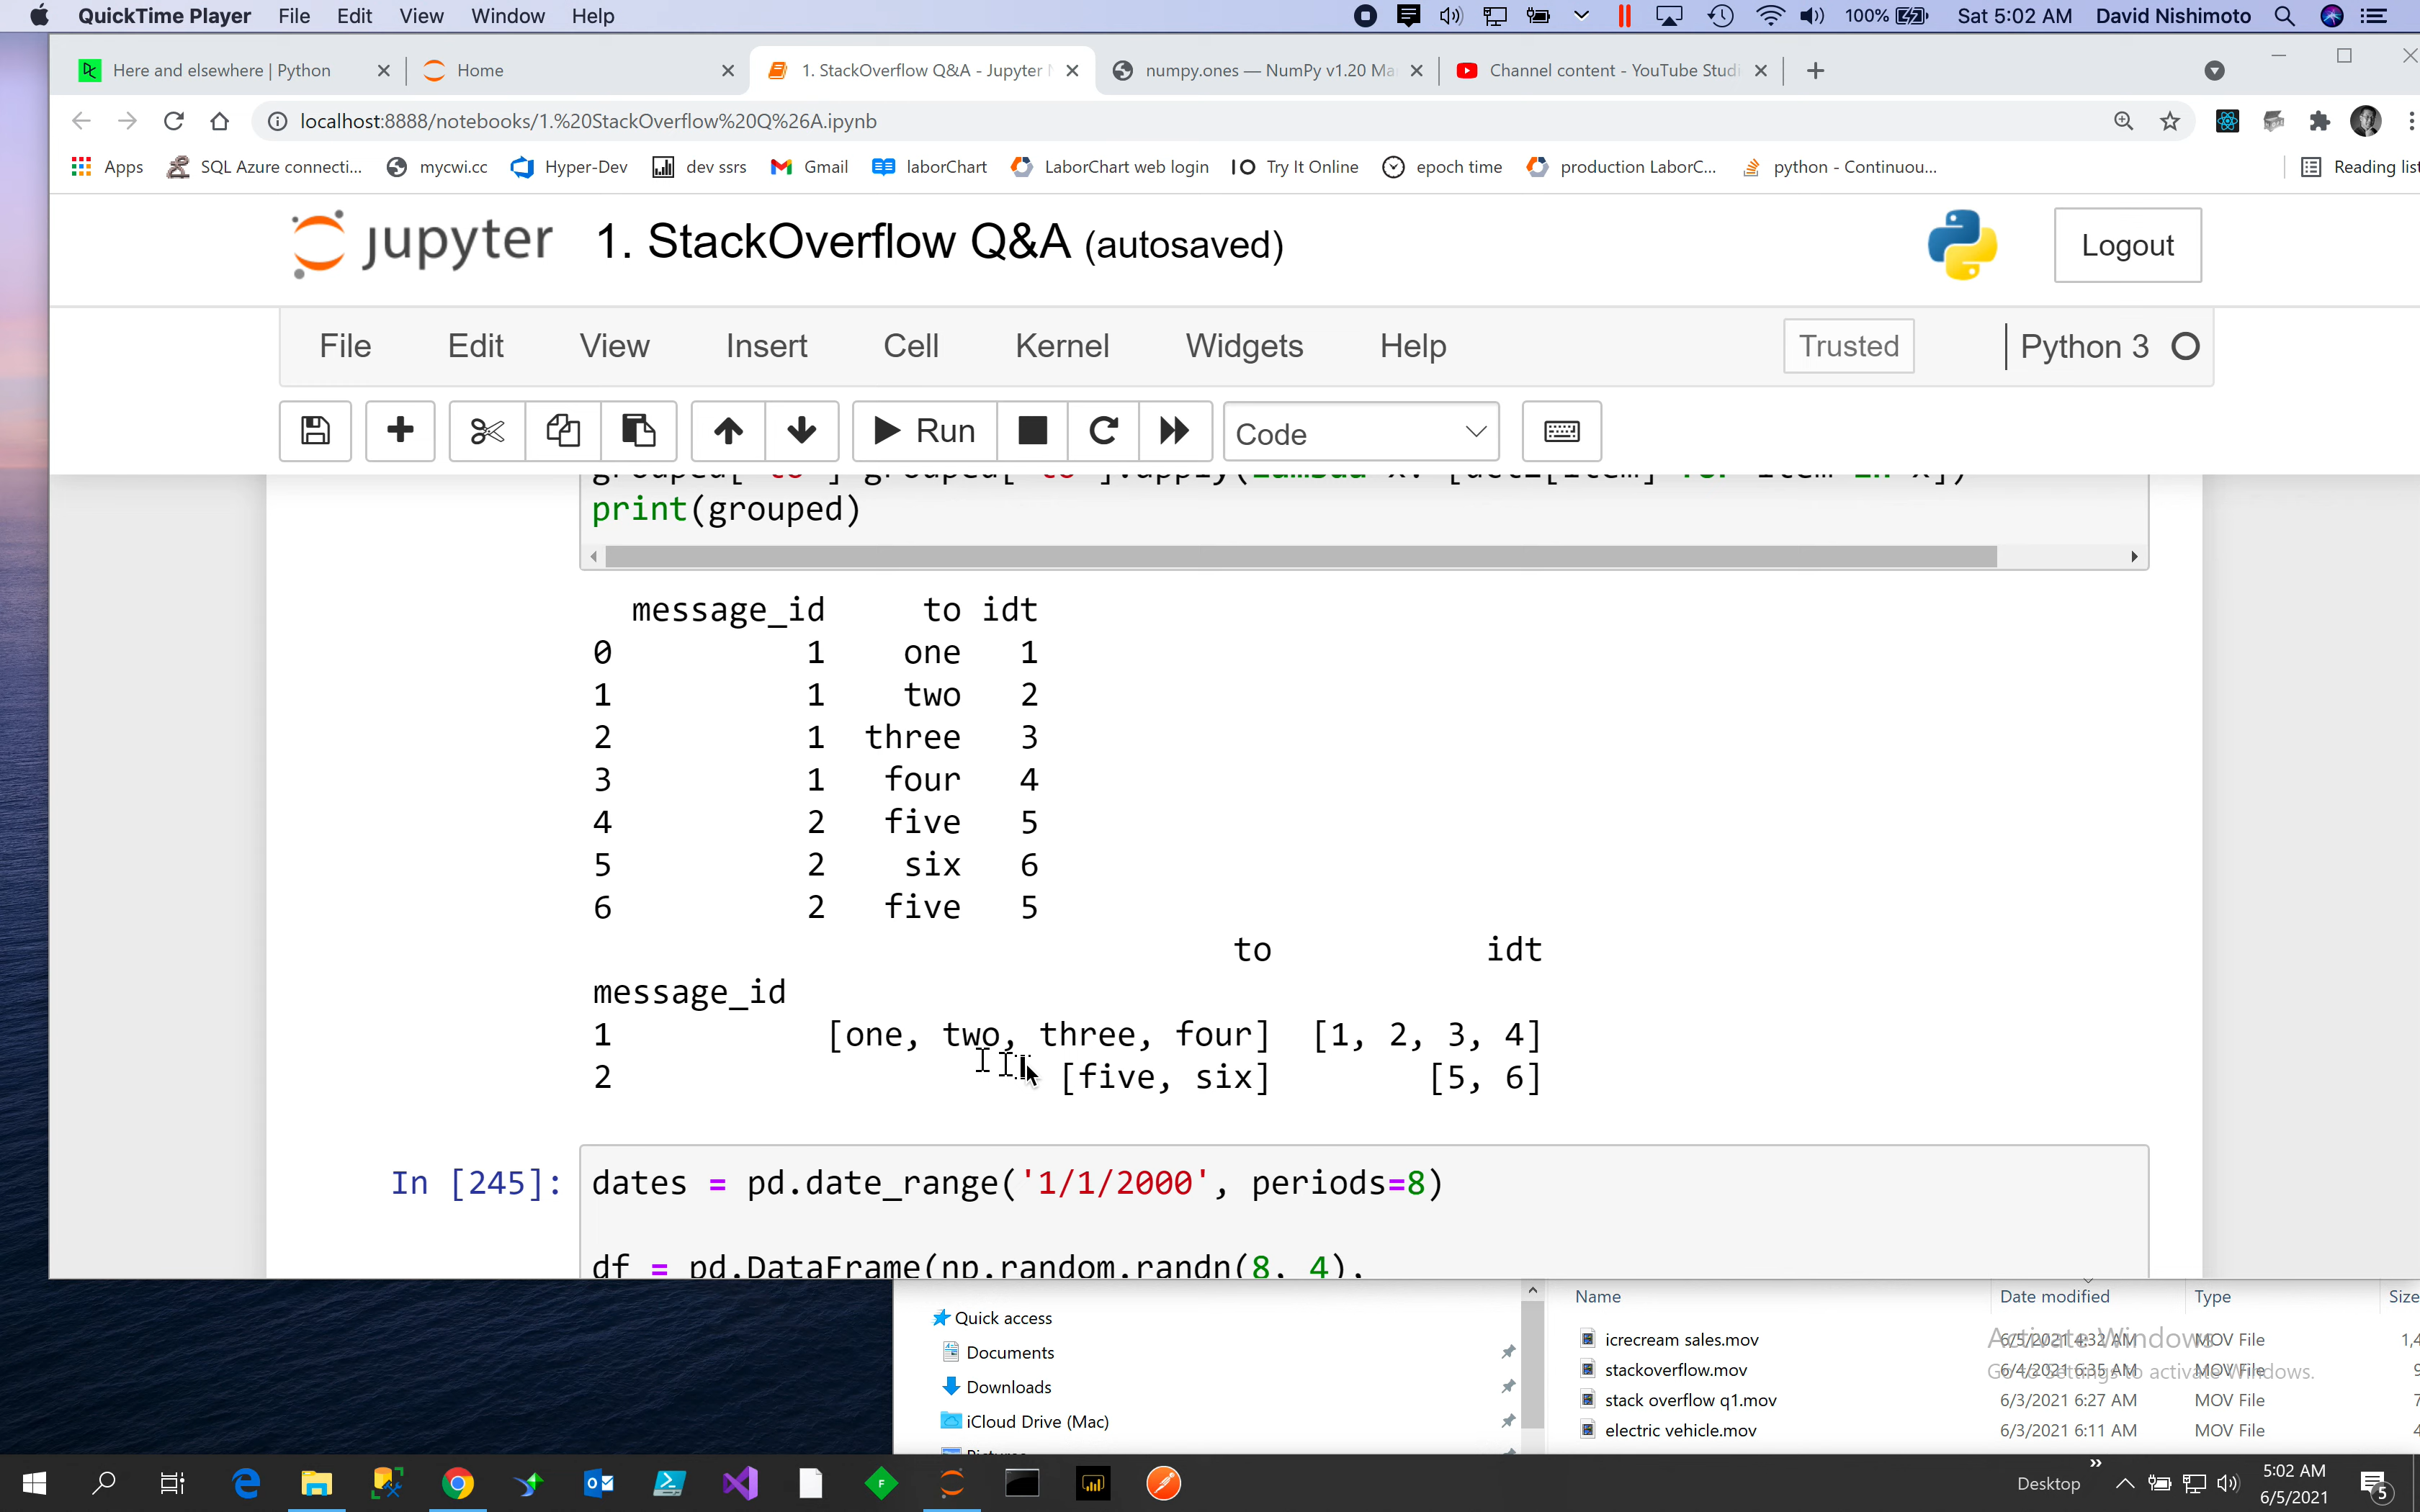 QuickTime Player File Edit View Window Help 100% Sat 5:02 AM David Nishimoto
Here and elsewhere | Python Home 1. StackOverflow Q&A - Jupyter numpy.ones — NumPy v1.20 Ma Channel content - YouTube Studi
localhost:8888/notebooks/1.%20StackOverflow%20Q%26A.ipynb
Apps SQL Azure connecti... mycwi.cc Hyper-Dev dev ssrs Gmail laborChart LaborChart web login Try It Online epoch time production LaborC... python - Continuou... Reading list
jupyter 1. StackOverflow Q&A (autosaved) Logout
File Edit View Insert Cell Kernel Widgets Help Trusted Python 3
Run Code
print(grouped)
message_id to idt
0 1 one 1
1 1 two 2
2 1 three 3
3 1 four 4
4 2 five 5
5 2 six 6
6 2 five 5
to idt
message_id
1 [one, two, three, four] [1, 2, 3, 4]
2 [five, six] [5, 6]
In [245]: dates = pd.date_range('1/1/2000', periods=8)
df = pd.DataFrame(np.random.randn(8, 4),
Name Date modified Type Size
Quick access
Documents
Downloads
iCloud Drive (Mac)
Pictures
icrecream sales.mov 6/5/2021 4:32 AM MOV File 1,4
stackoverflow.mov 6/4/2021 6:35 AM MOV File
stack overflow q1.mov 6/3/2021 6:27 AM MOV File 7
electric vehicle.mov 6/3/2021 6:11 AM MOV File
Activate Windows
Go to Settings to activate Windows.
Desktop 5:02 AM
6/5/2021
5